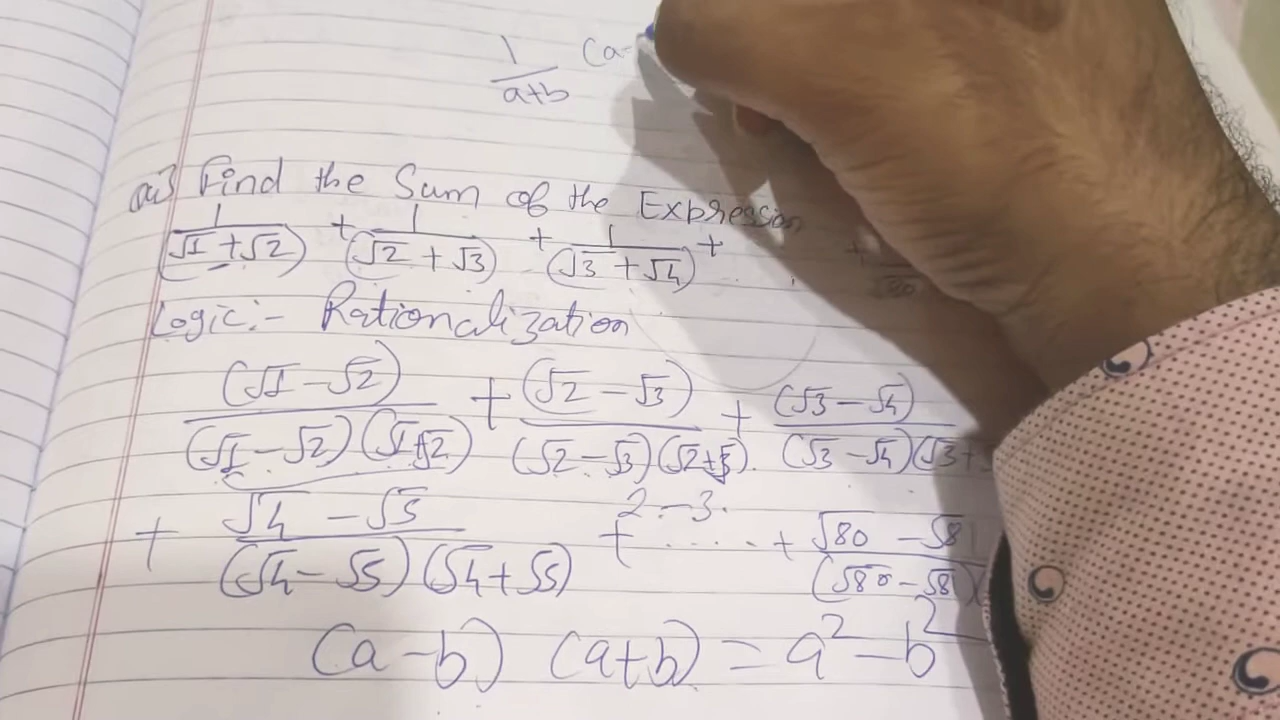 1/(a+b) (a-
Find the Sum of the Expression
1/(√1 +√2) + 1/(√2 + √3) + 1/(√3 + √4) + . . . +
Logic:- Rationalization
(√1 -√2)/((√1 -√2)(√1+√2)) + (√2 -√3)/((√2 -√3)(√2+√3)) + (√3 -√4)/((√3 -√4)(√3+
2-3.
+ (√4 -√5)/((√4-√5)(√4+√5)) + ..... + (√80 -√81)/((√80 -√81)(
(a-b) (a+b) = a² - b²